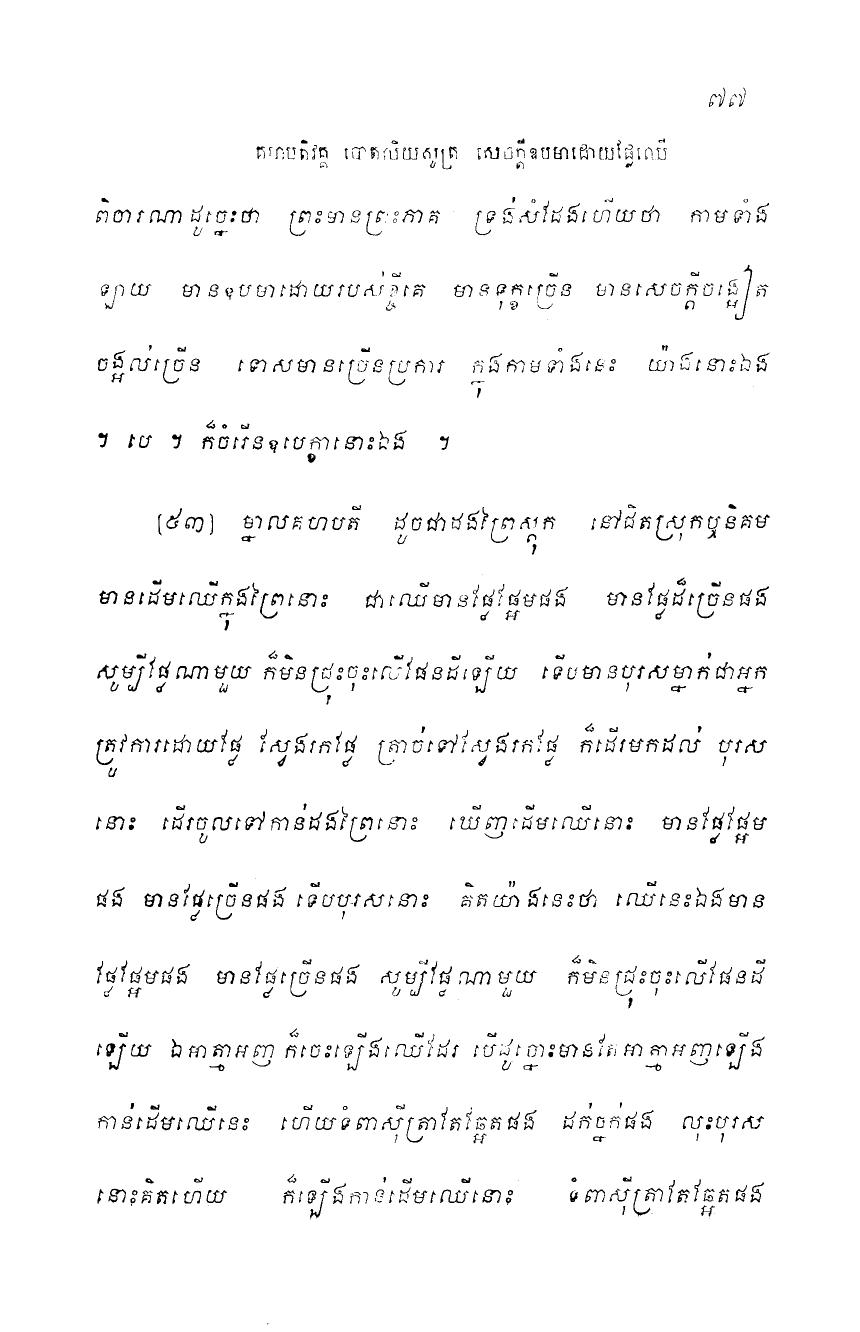 ៧៧
គហបតិវគ្គ បោតលិយសូត្រ សេចក្តីឧបមាដោយផ្លែឈើ
ពិចារណាដូច្នេះថា ព្រះមានព្រះភាគ ទ្រង់សំដែងហើយថា កាមទាំង
ឡាយ មានឧបមាដោយរបស់ខ្ចីគេ មានទុក្ខច្រើន មានសេចក្តីចង្អៀត
ចង្អល់ច្រើន ទោសមានច្រើនប្រការ ក្នុងកាមទាំងនេះ យ៉ាងនោះឯង
។ បេ ។ ក៏ចំរើនឧបេក្ខានោះឯង ។
[៥៣] ម្នាលគហបតី ដូចជាដងព្រៃស្តុក នៅជិតស្រុកឬនិគម
មានដើមឈើក្នុងព្រៃនោះ ជាឈើមានផ្លែផ្អែមផង មានផ្លែដ៏ច្រើនផង
សូម្បីផ្លែណាមួយ ក៏មិនជ្រុះចុះលើផែនដីឡើយ ទើបមានបុរសម្នាក់ជាអ្នក
ត្រូវការដោយផ្លែ ស្វែងរកផ្លែ ត្រាច់ទៅស្វែងរកផ្លែ ក៏ដើរមកដល់ បុរស
នោះ ដើរចូលទៅកាន់ដងព្រៃនោះ ឃើញដើមឈើនោះ មានផ្លែផ្អែម
ផង មានផ្លែច្រើនផង ទើបបុរសនោះ គិតយ៉ាងនេះថា ឈើនេះឯងមាន
ផ្លែផ្អែមផង មានផ្លែច្រើនផង សូម្បីផ្លែណាមួយ ក៏មិនជ្រុះចុះលើផែនដី
ឡើយ ឯអាត្មាអញ ក៏ចេះឡើងឈើដែរ បើដូច្នោះមានតែអាត្មាអញឡើង
កាន់ដើមឈើនេះ ហើយទំពាស៊ីត្រាតែឆ្អែតផង ដក់ថ្នក់ផង លុះបុរស
នោះគិតហើយ ក៏ឡើងកាន់ដើមឈើនោះ ទំពាស៊ីត្រាតែឆ្អែតផង